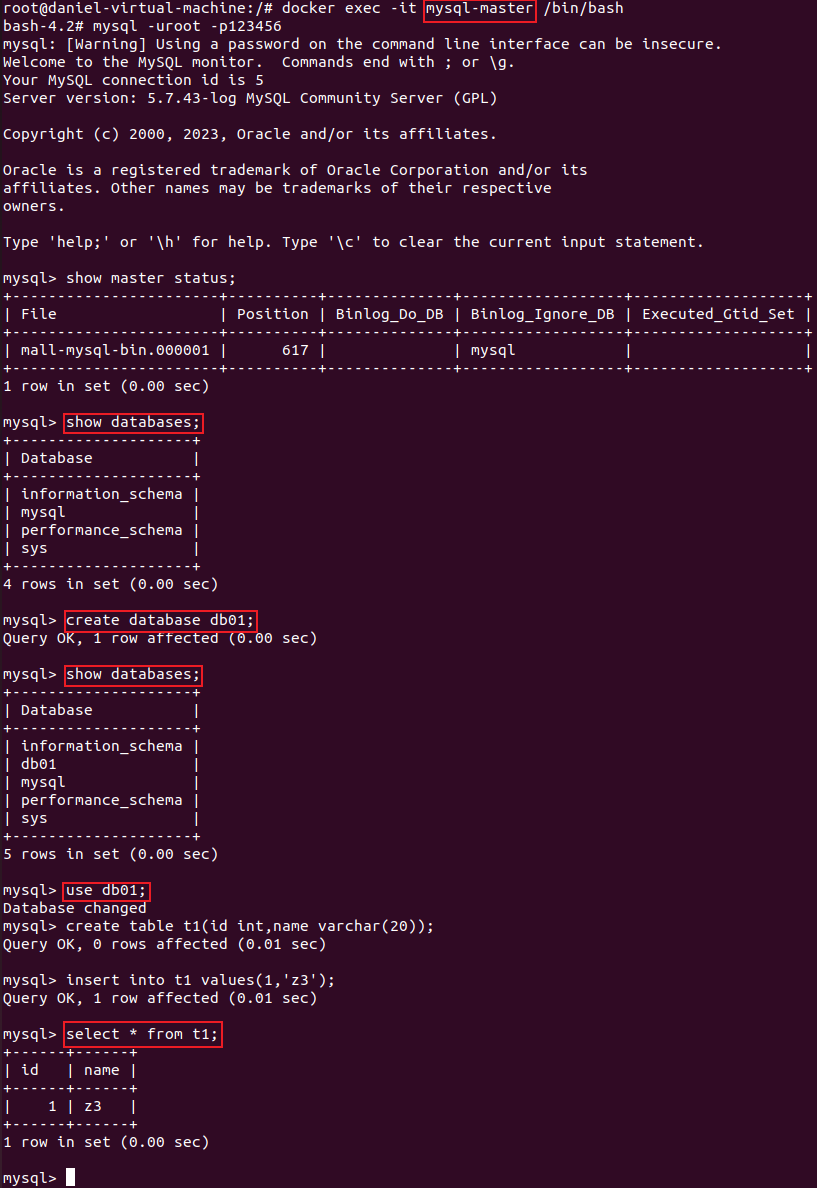 root@daniel-virtual-machine:/# docker exec -it mysql-master /bin/bash
bash-4.2# mysql -uroot -p123456
mysql: [Warning] Using a password on the command line interface can be insecure.
Welcome to the MySQL monitor.  Commands end with ; or \g.
Your MySQL connection id is 5
Server version: 5.7.43-log MySQL Community Server (GPL)

Copyright (c) 2000, 2023, Oracle and/or its affiliates.

Oracle is a registered trademark of Oracle Corporation and/or its
affiliates. Other names may be trademarks of their respective
owners.

Type 'help;' or '\h' for help. Type '\c' to clear the current input statement.

mysql> show master status;
+-----------------------+----------+--------------+------------------+-------------------+
| File                  | Position | Binlog_Do_DB | Binlog_Ignore_DB | Executed_Gtid_Set |
+-----------------------+----------+--------------+------------------+-------------------+
| mall-mysql-bin.000001 |      617 |              | mysql            |                   |
+-----------------------+----------+--------------+------------------+-------------------+
1 row in set (0.00 sec)

mysql> show databases;
+--------------------+
| Database           |
+--------------------+
| information_schema |
| mysql              |
| performance_schema |
| sys                |
+--------------------+
4 rows in set (0.00 sec)

mysql> create database db01;
Query OK, 1 row affected (0.00 sec)

mysql> show databases;
+--------------------+
| Database           |
+--------------------+
| information_schema |
| db01               |
| mysql              |
| performance_schema |
| sys                |
+--------------------+
5 rows in set (0.00 sec)

mysql> use db01;
Database changed
mysql> create table t1(id int,name varchar(20));
Query OK, 0 rows affected (0.01 sec)

mysql> insert into t1 values(1,'z3');
Query OK, 1 row affected (0.01 sec)

mysql> select * from t1;
+------+------+
| id   | name |
+------+------+
|    1 | z3   |
+------+------+
1 row in set (0.00 sec)

mysql>